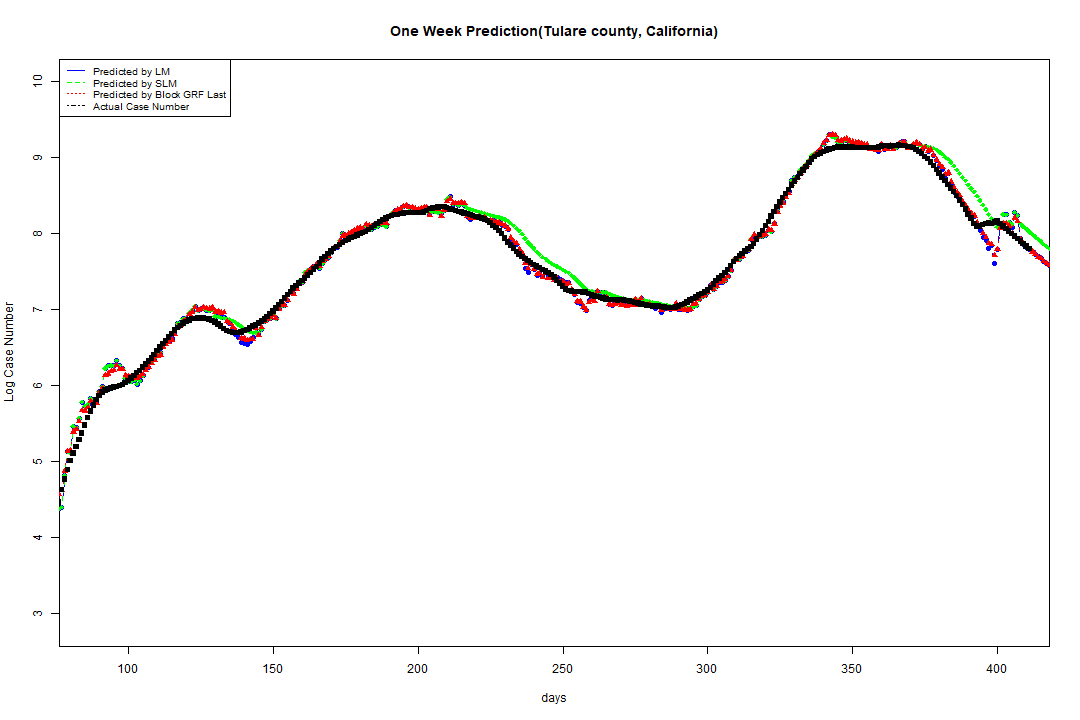 One Week Prediction(Tulare county, California)
Predicted by LM
Predicted by SLM
Predicted by Block GRF Last
Actual Case Number
10
9
8
7
6
5
4
3
Log Case Number
100 150 200 250 300 350 400
days